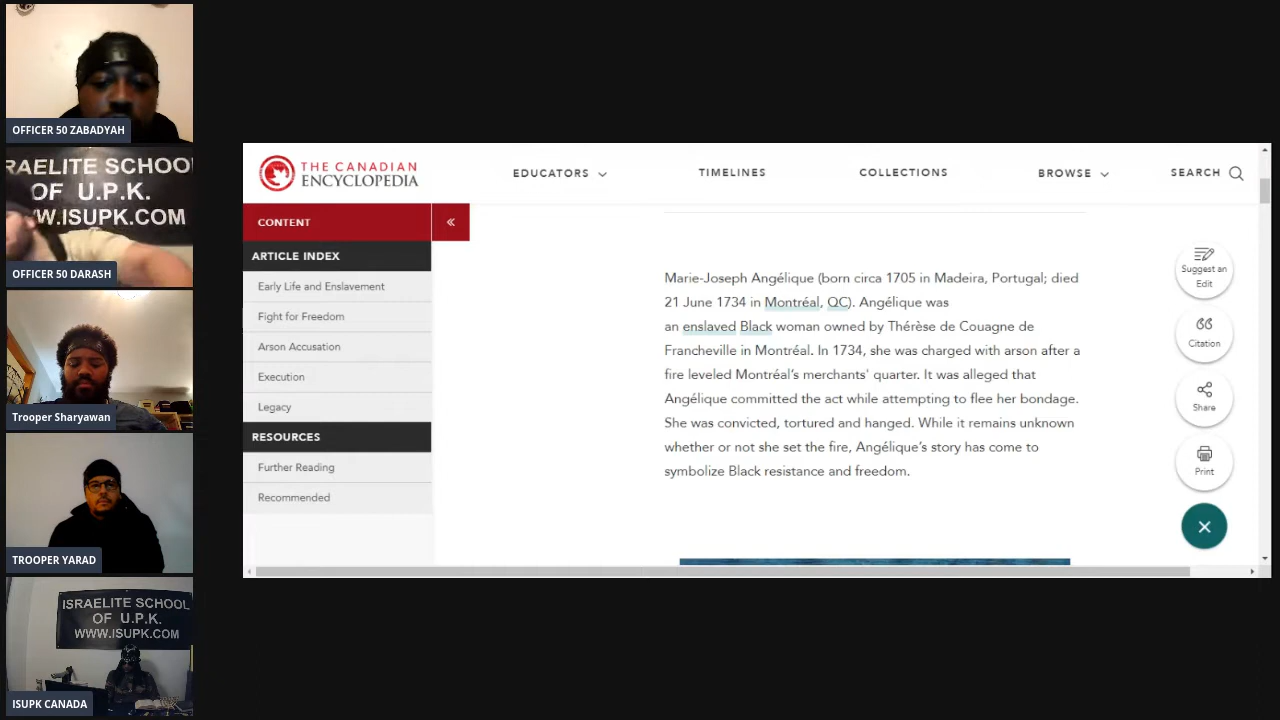 OFFICER 50 ZABADYAH
RAELITE SCHOO
OF U.P.K.
W.ISUPK.COM
OFFICER 50 DARASH
Trooper Sharyawan
TROOPER YARAD
ISRAELITE SCHOOL
OF U.P.K.
WWW.ISUPK.COM
ISUPK CANADA
THE CANADIAN
ENCYCLOPEDIA
EDUCATORS
TIMELINES
COLLECTIONS
BROWSE
SEARCH
CONTENT
ARTICLE INDEX
Early Life and Enslavement
Fight for Freedom
Arson Accusation
Execution
Legacy
RESOURCES
Further Reading
Recommended
Marie-Joseph Angélique (born circa 1705 in Madeira, Portugal; died
21 June 1734 in Montréal, QC). Angélique was
an enslaved Black woman owned by Thérèse de Couagne de
Francheville in Montréal. In 1734, she was charged with arson after a
fire leveled Montréal's merchants' quarter. It was alleged that
Angélique committed the act while attempting to flee her bondage.
She was convicted, tortured and hanged. While it remains unknown
whether or not she set the fire, Angélique's story has come to
symbolize Black resistance and freedom.
Suggest an
Edit
Citation
Share
Print